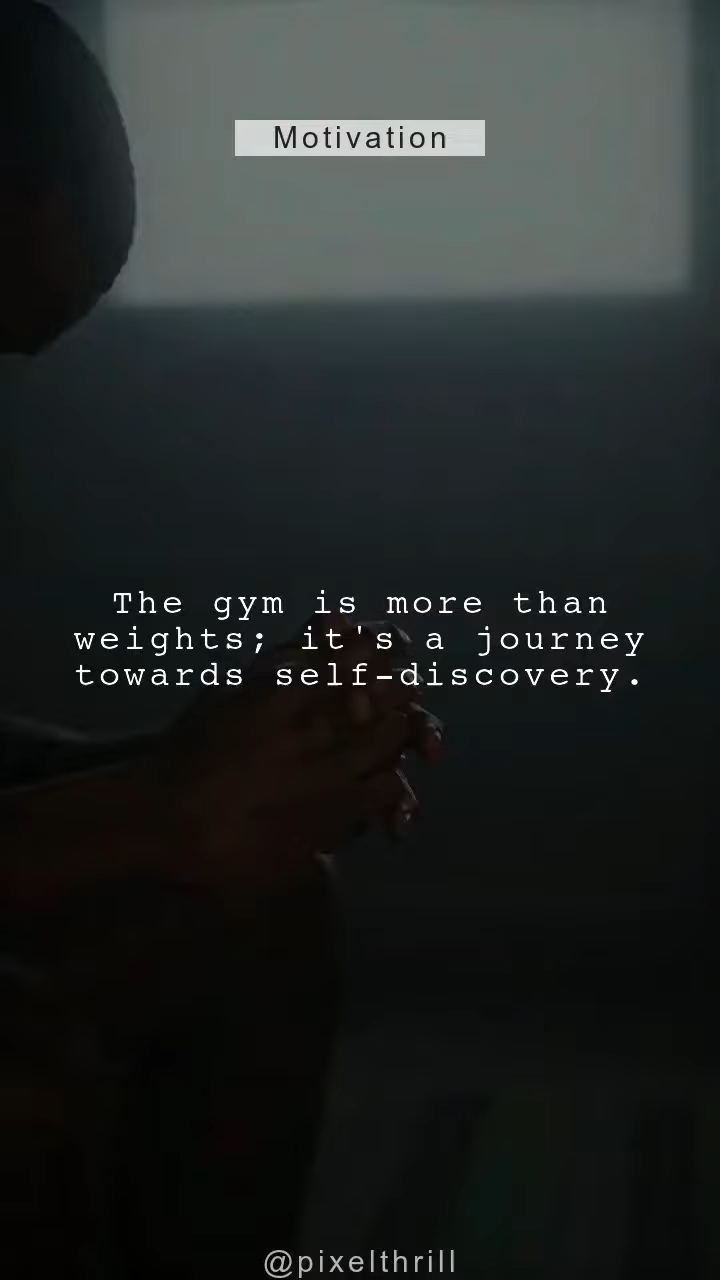 Motivation
The gym is more than
weights; it's a journey
towards self-discovery.
@pixelthrill